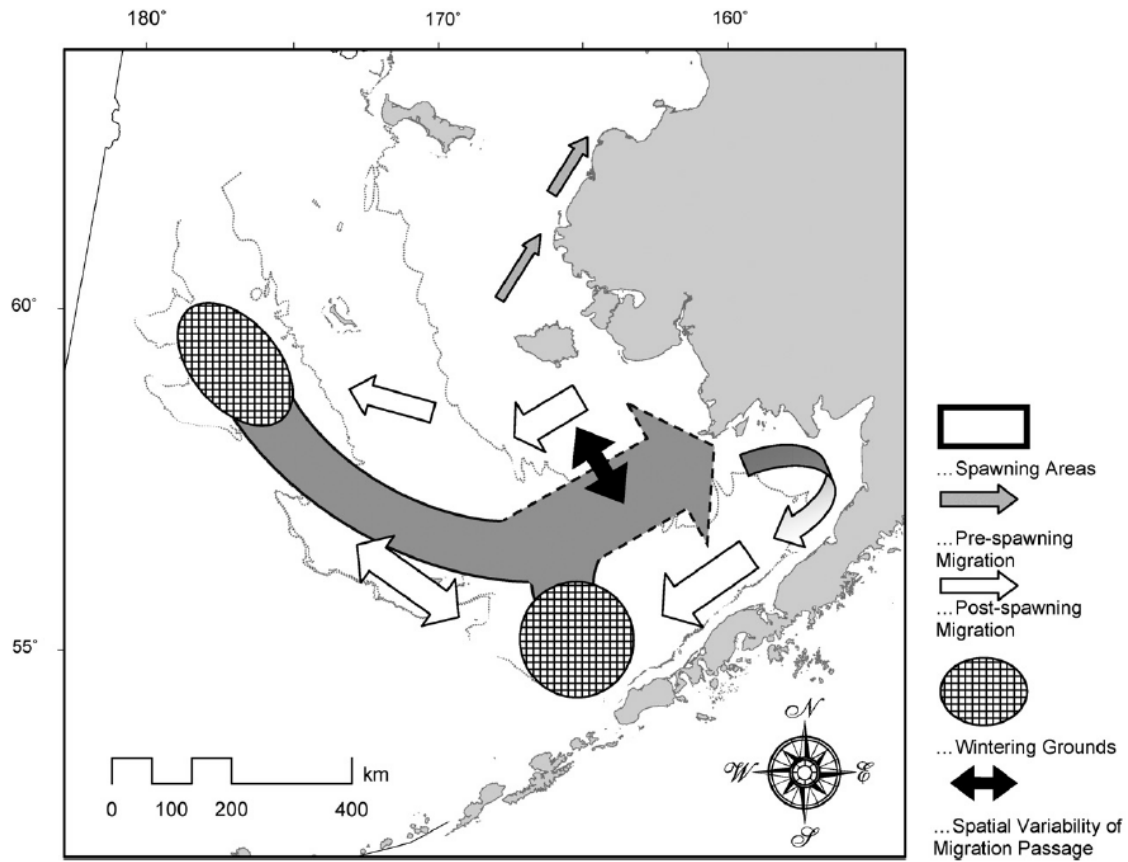 180°
170°
160°
60°
55°
km
0 100 200 400
N
W E
S
...Spawning Areas
...Pre-spawning
Migration
...Post-spawning
Migration
...Wintering Grounds
...Spatial Variability of
Migration Passage